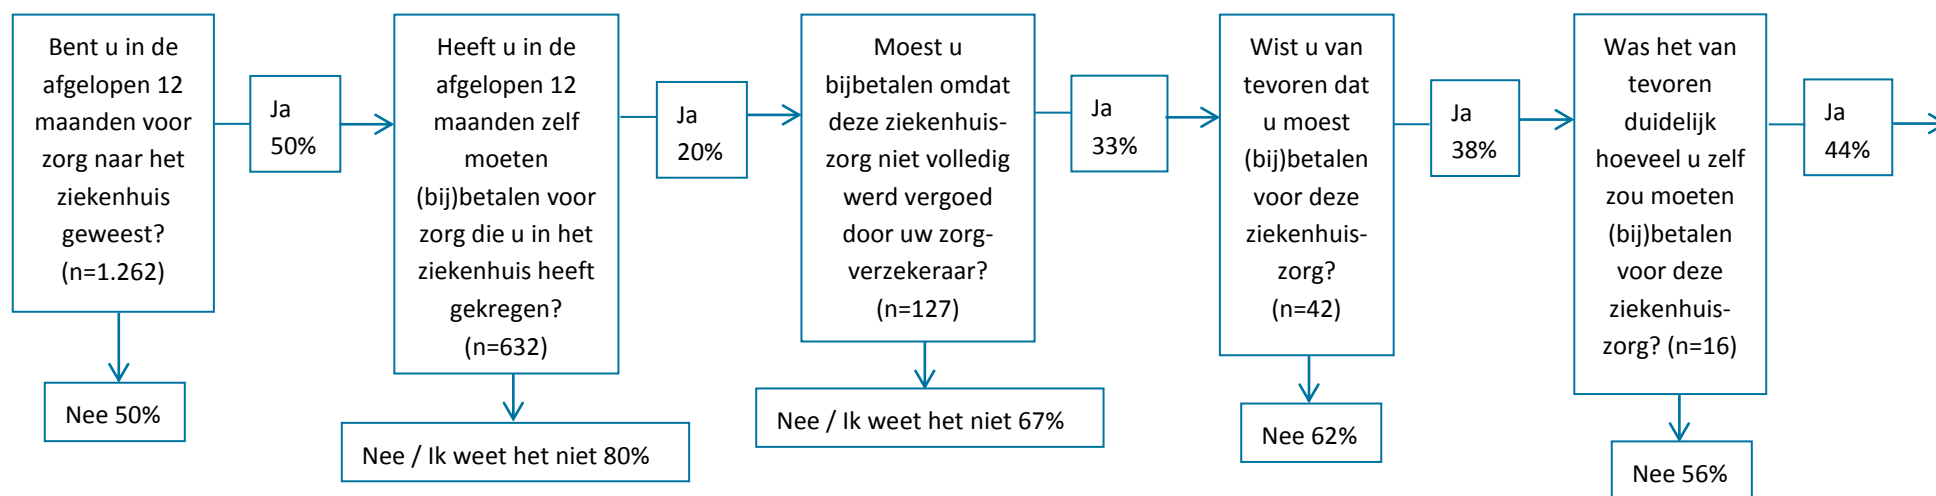 Bent u in de
afgelopen 12
maanden voor
zorg naar het
ziekenhuis
geweest?
(n=1.262)
Ja
50%
Nee 50%
Heeft u in de
afgelopen 12
maanden zelf
moeten
(bij)betalen voor
zorg die u in het
ziekenhuis heeft
gekregen?
(n=632)
Ja
20%
Nee / Ik weet het niet 80%
Moest u
bijbetalen omdat
deze ziekenhuis-
zorg niet volledig
werd vergoed
door uw zorg-
verzekeraar?
(n=127)
Ja
33%
Nee / Ik weet het niet 67%
Wist u van
tevoren dat
u moest
(bij)betalen
voor deze
ziekenhuis-
zorg?
(n=42)
Ja
38%
Nee 62%
Was het van
tevoren
duidelijk
hoeveel u zelf
zou moeten
(bij)betalen
voor deze
ziekenhuis-
zorg? (n=16)
Ja
44%
Nee 56%